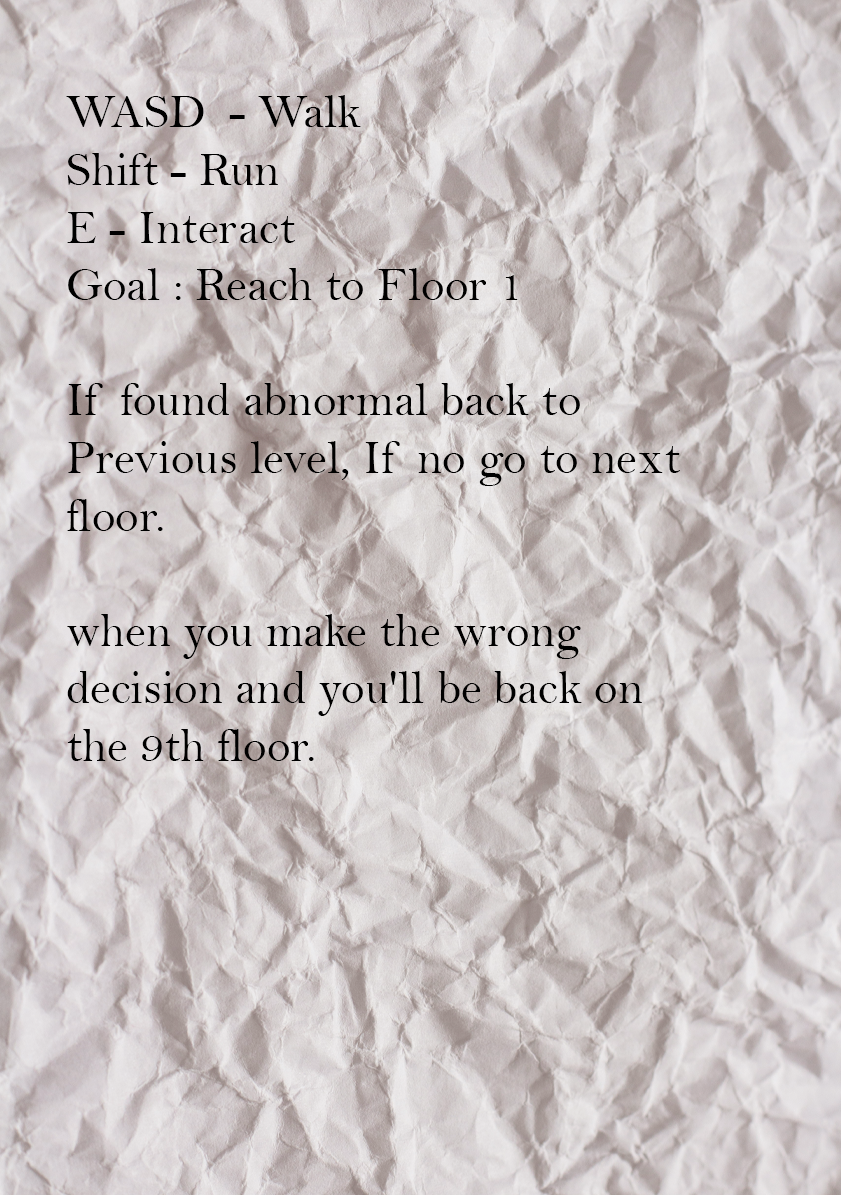 WASD - Walk
Shift - Run
E - Interact
Goal : Reach to Floor 1
If found abnormal back to
Previous level, If no go to next
floor.
when you make the wrong
decision and you'll be back on
the 9th floor.